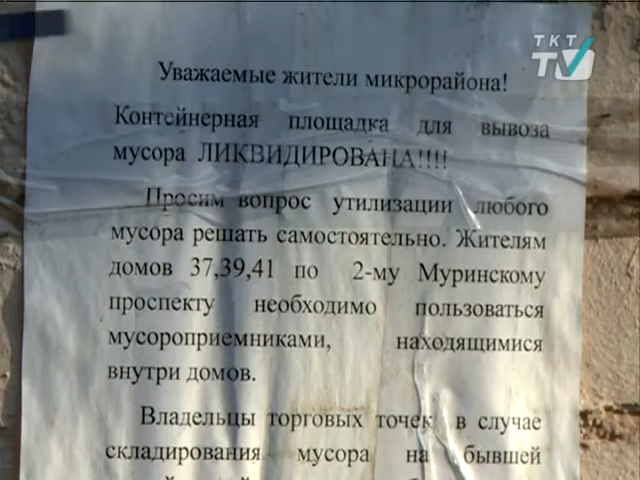 ТКТ
TV
Уважаемые жители микрорайона!
Контейнерная площадка для вывоза
мусора ЛИКВИДИРОВАНА!!!!
Просим вопрос утилизации любого
мусора решать самостоятельно. Жителям
домов 37,39,41 по 2-му Муринскому
проспекту необходимо пользоваться
мусороприемниками, находящимися
внутри домов.
Владельцы торговых точек в случае
складирования мусора на бывшей